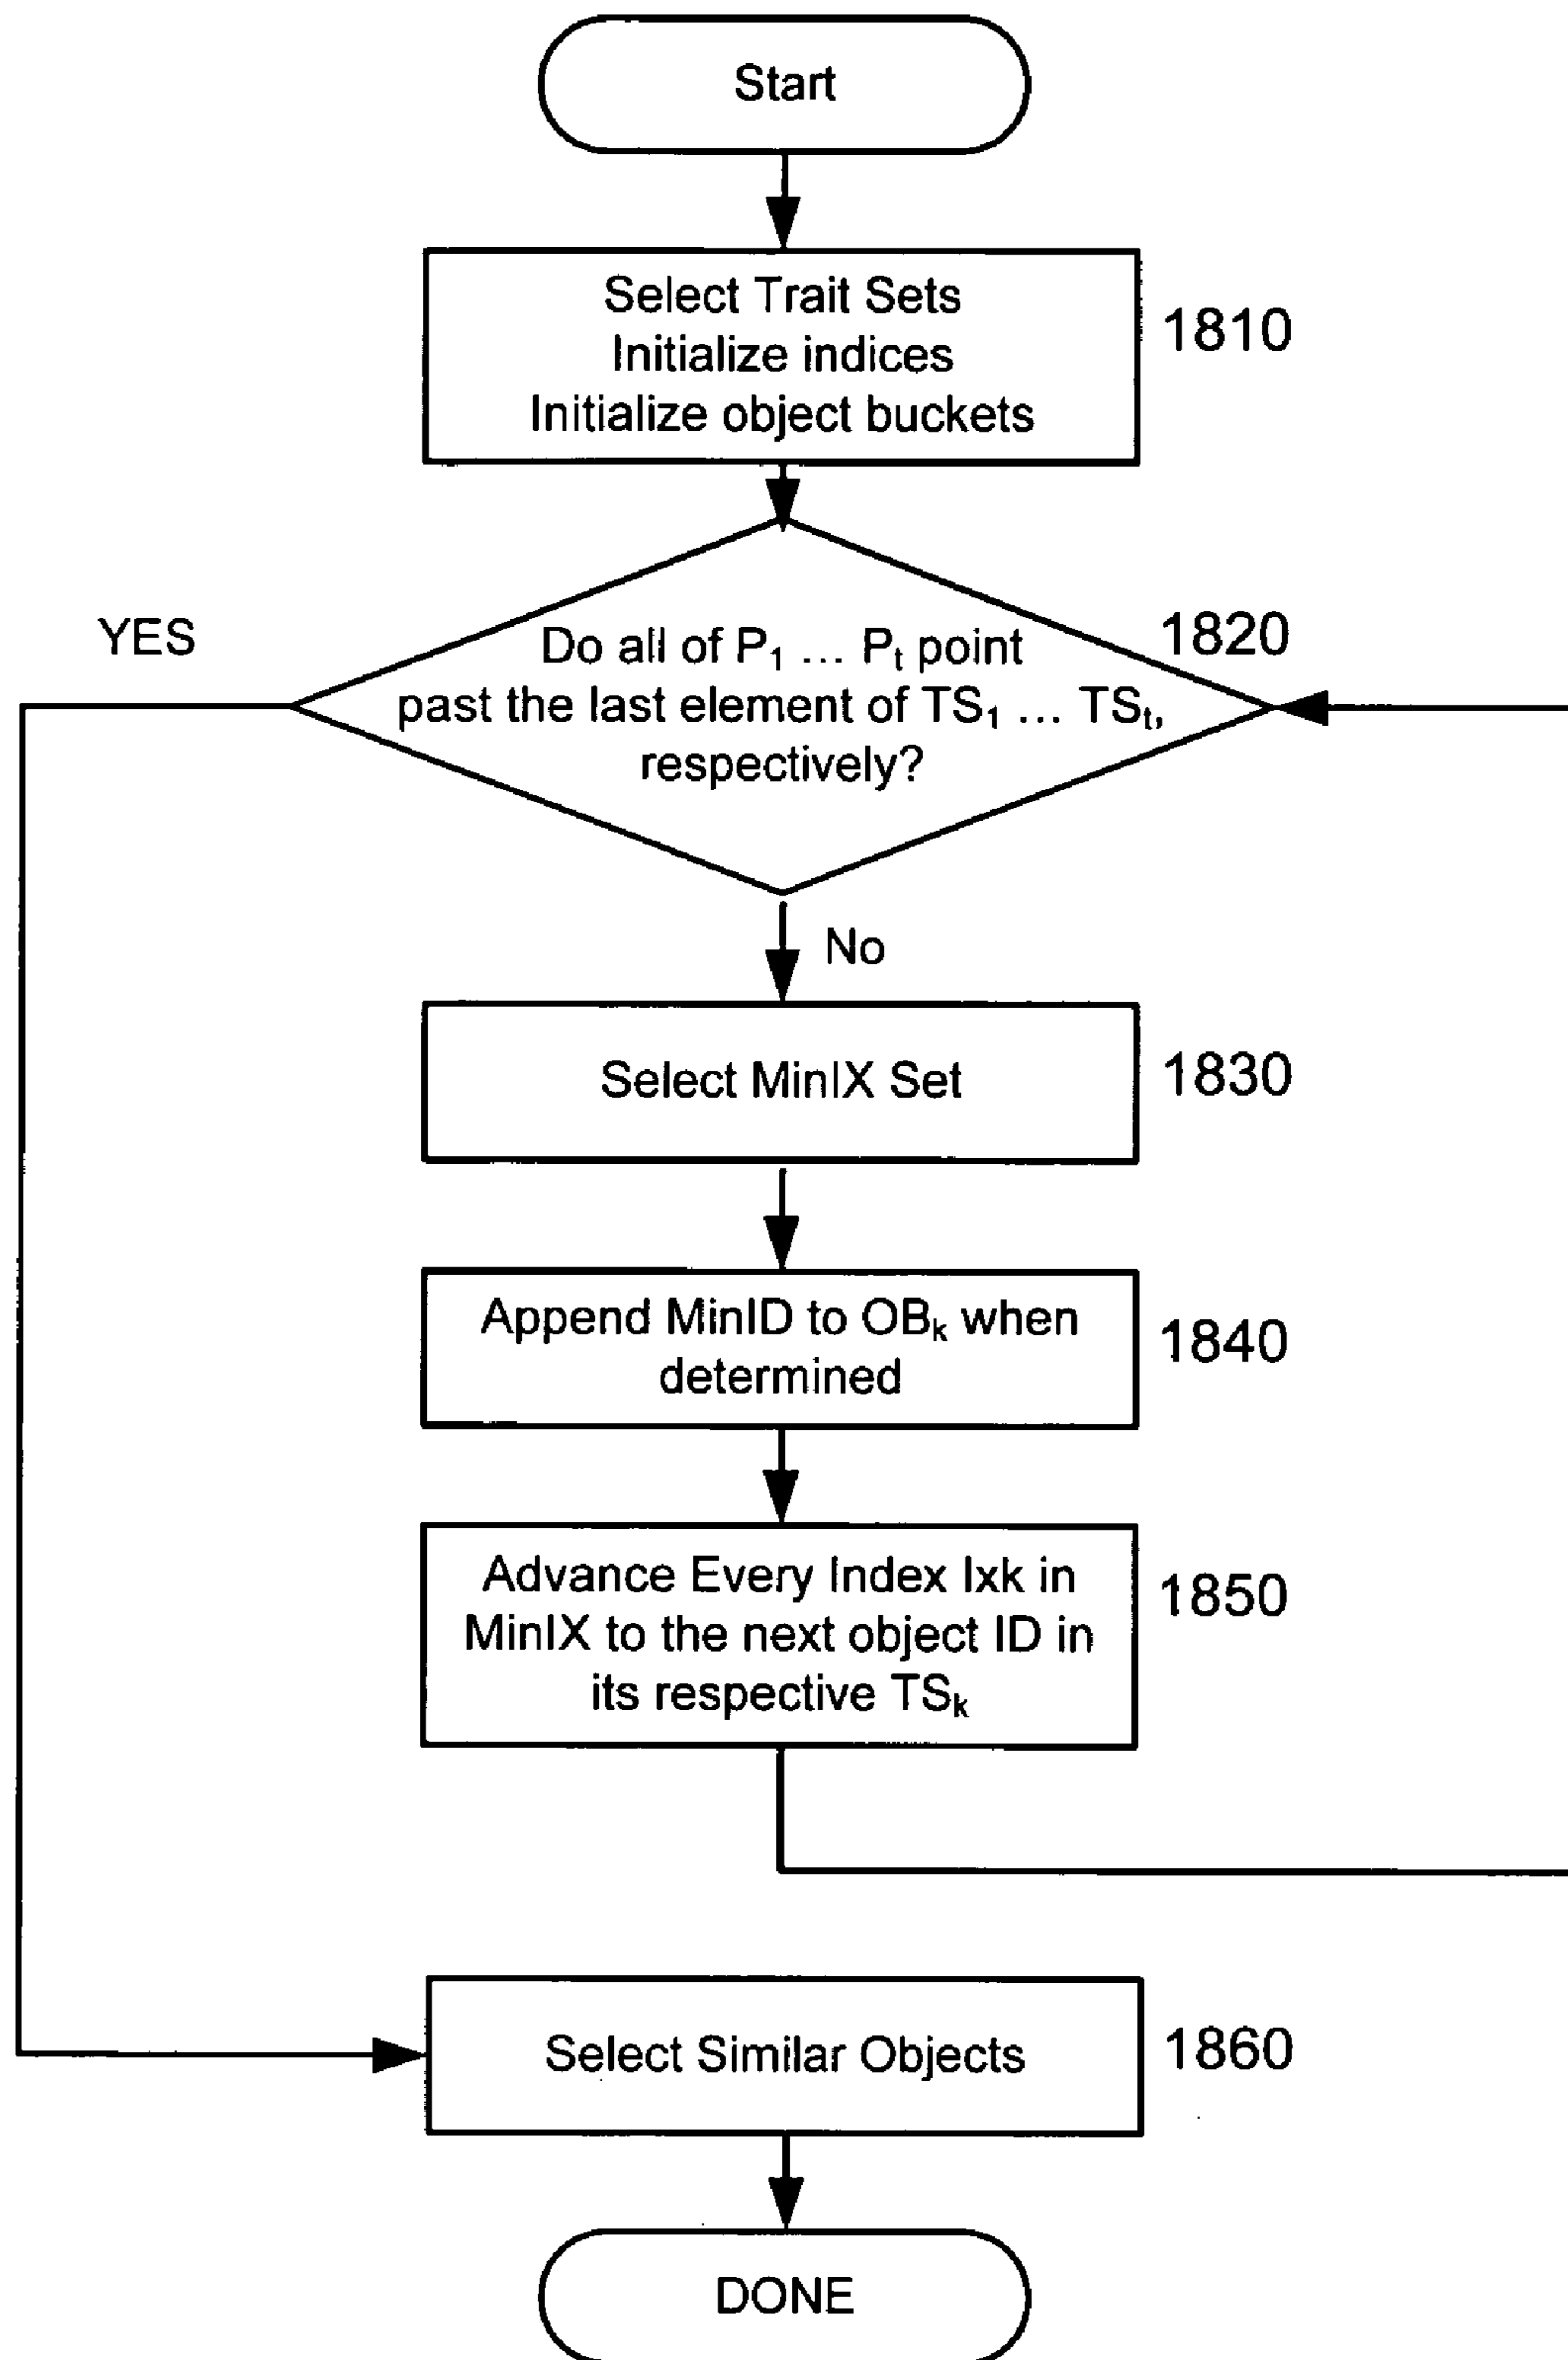 Start
Select Trait Sets
Initialize indices
Initialize object buckets
1810
YES
Do all of P₁ ... Pₜ point
past the last element of TS₁ ... TSₜ,
respectively?
1820
No
Select MinIX Set
1830
Append MinID to OBₖ when
determined
1840
Advance Every Index Ixk in
MinIX to the next object ID in
its respective TSₖ
1850
Select Similar Objects
1860
DONE